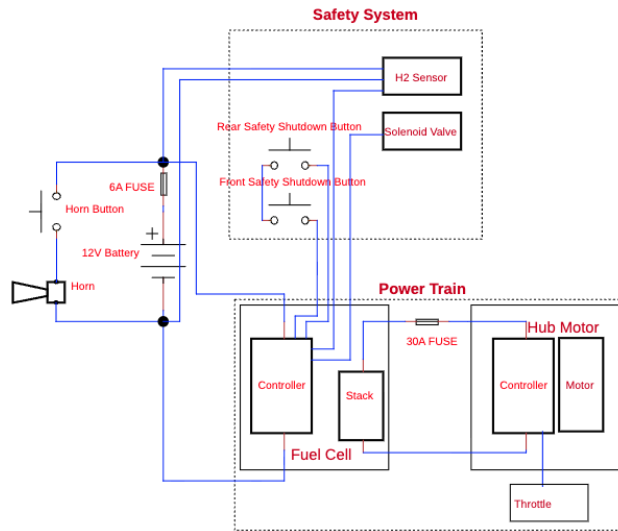 Safety System
H2 Sensor
Solenoid Valve
Rear Safety Shutdown Button
Front Safety Shutdown Button
6A FUSE
Horn Button
12V Battery
Horn
Power Train
30A FUSE
Hub Motor
Controller
Stack
Controller
Motor
Fuel Cell
Throttle